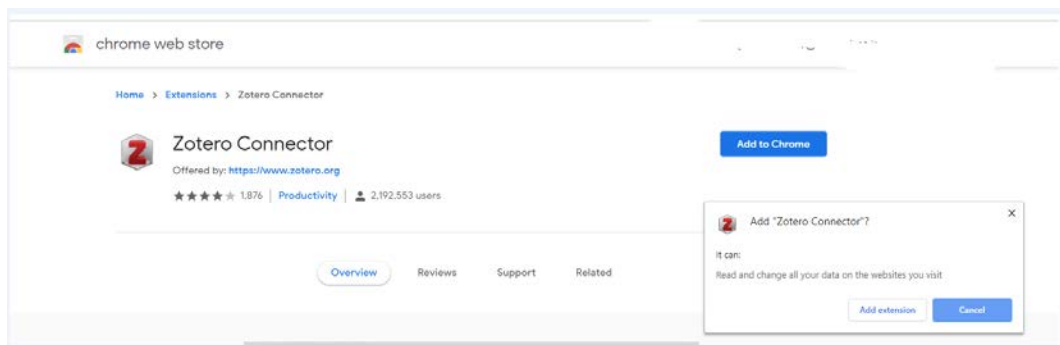 chrome web store
Home > Extensions > Zotero Connector
Z
Zotero Connector
Add to Chrome
Offered by: https://www.zotero.org
1,876 | Productivity | 2,192,553 users
Z
Add "Zotero Connector"?
X
It can:
Read and change all your data on the websites you visit
Overview Reviews Support Related
Add extension Cancel